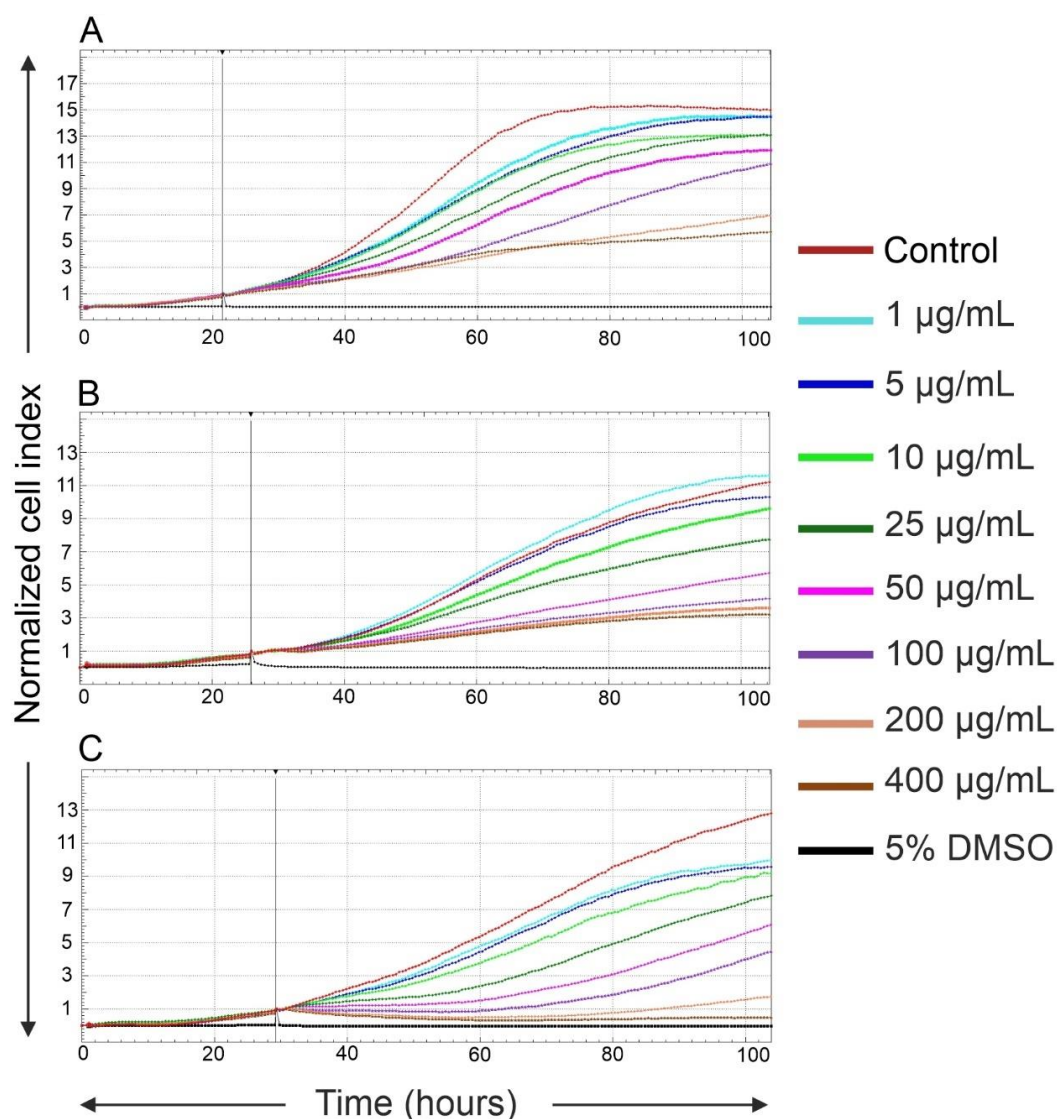 A
17
15
13
11
9
7
5
3
1
0 20 40 60 80 100
B
13
11
9
7
5
3
1
0 20 40 60 80 100
C
13
11
9
7
5
3
1
0 20 40 60 80 100
Normalized cell index
Time (hours)
Control
1 µg/mL
5 µg/mL
10 µg/mL
25 µg/mL
50 µg/mL
100 µg/mL
200 µg/mL
400 µg/mL
5% DMSO